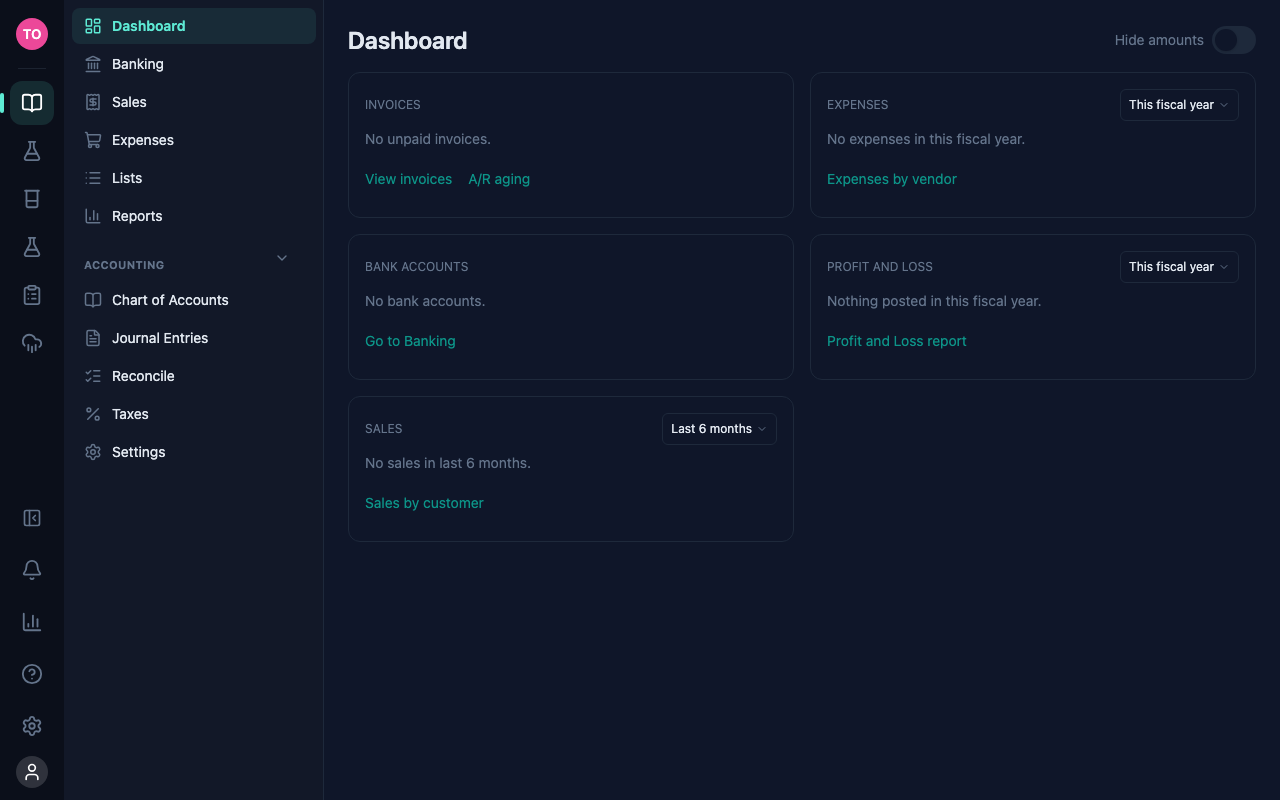 TO
Dashboard
Banking
Sales
Expenses
Lists
Reports
ACCOUNTING
Chart of Accounts
Journal Entries
Reconcile
Taxes
Settings
Dashboard
Hide amounts
INVOICES
No unpaid invoices.
View invoices A/R aging
EXPENSES
This fiscal year
No expenses in this fiscal year.
Expenses by vendor
BANK ACCOUNTS
No bank accounts.
Go to Banking
PROFIT AND LOSS
This fiscal year
Nothing posted in this fiscal year.
Profit and Loss report
SALES
Last 6 months
No sales in last 6 months.
Sales by customer